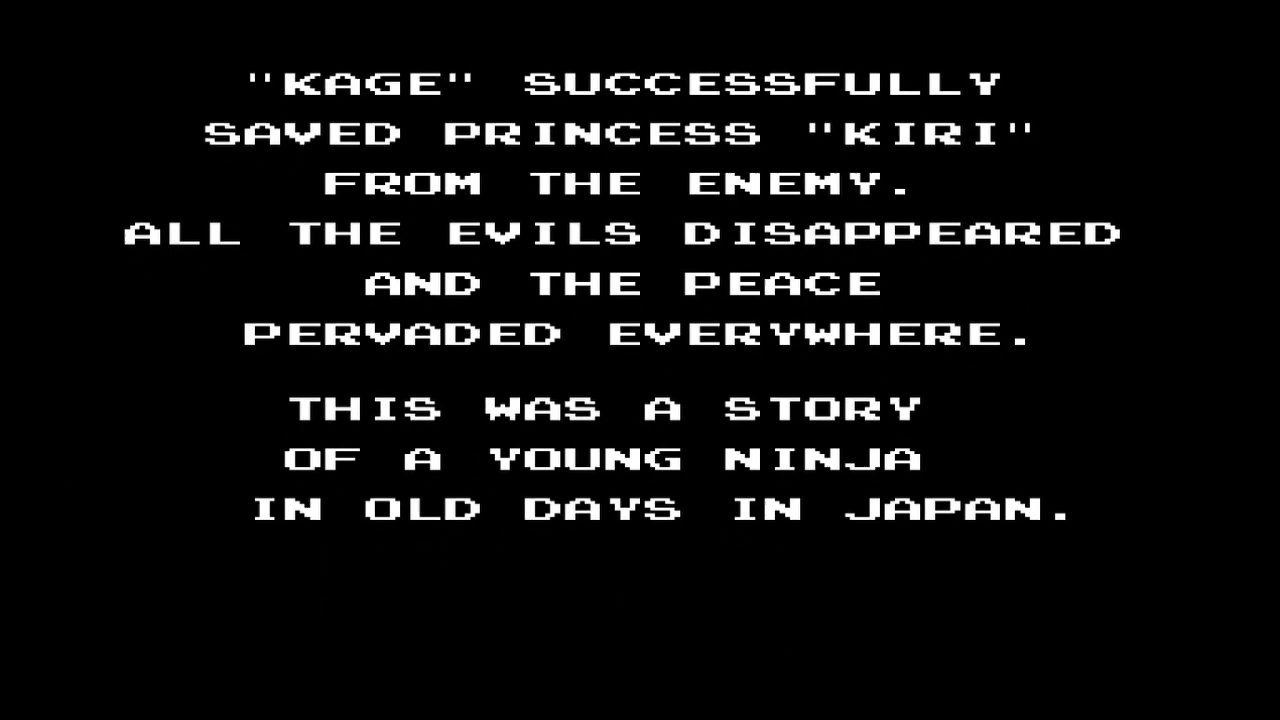 "KAGE" SUCCESSFULLY
SAVED PRINCESS "KIRI"
FROM THE ENEMY.
ALL THE EVILS DISAPPEARED
AND THE PEACE
PERVADED EVERYWHERE.
THIS WAS A STORY
OF A YOUNG NINJA
IN OLD DAYS IN JAPAN.